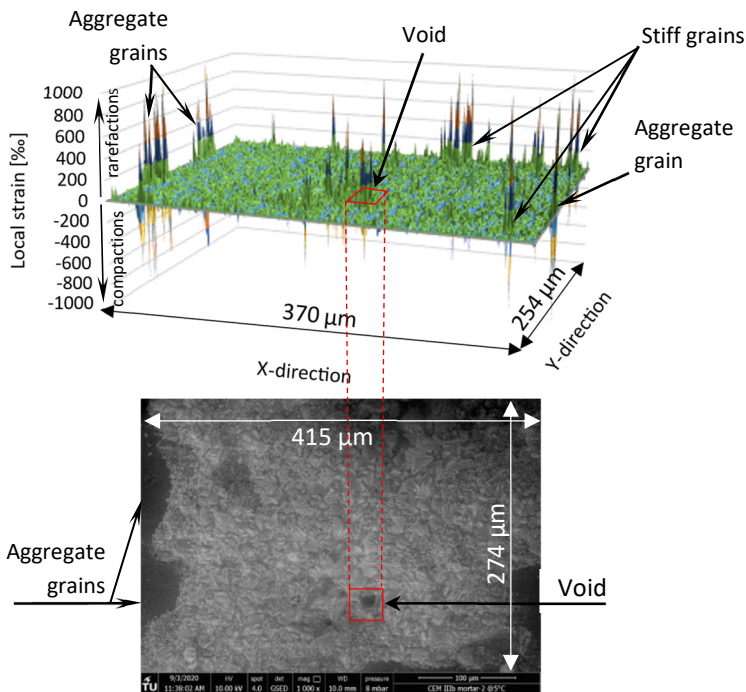 Aggregate
grains
Void
Stiff grains
Aggregate
grain
Local strain [‰]
1000
800
600
400
200
0
-200
-400
-600
-800
-1000
rarefactions
compactions
370 µm
254 µm
X-direction
Y-direction
415 µm
274 µm
Aggregate
grains
Void
TU
9/3/2020 HV spot det mag WD pressure 100 µm
11:38:02 AM 10.00 kV 4.0 GSED 1 000 x 10.0 mm 8 mbar CEM IIIb mortar-2 @5°C